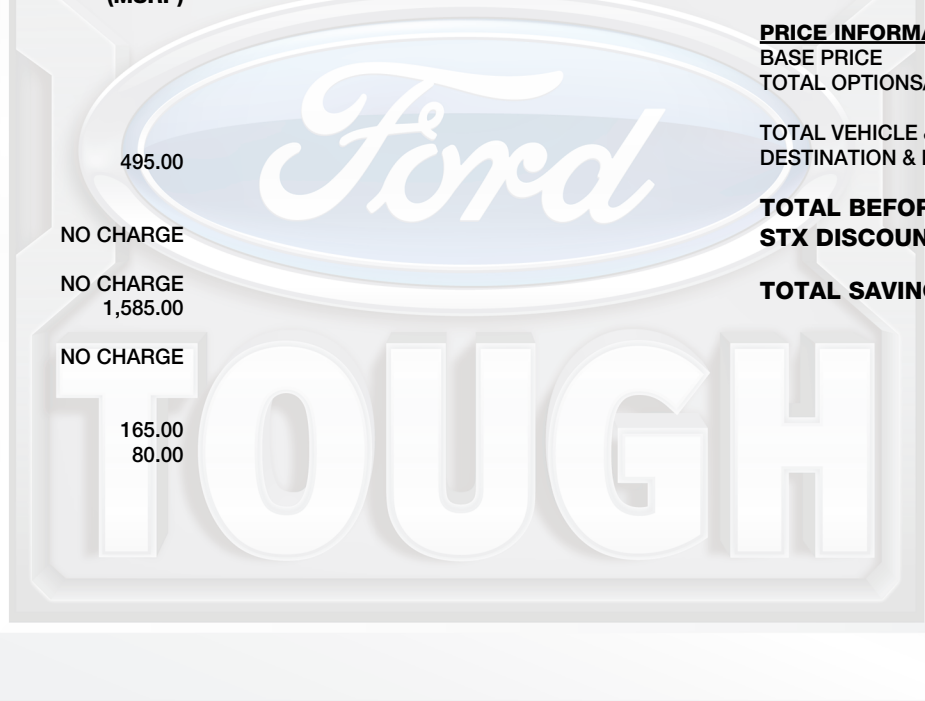 (MSRP)
495.00
NO CHARGE
NO CHARGE
1,585.00
NO CHARGE
165.00
80.00
PRICE INFORMA
BASE PRICE
TOTAL OPTIONS
TOTAL VEHICLE &
DESTINATION &
TOTAL BEFOR
STX DISCOUN
TOTAL SAVIN
Ford
TOUGH